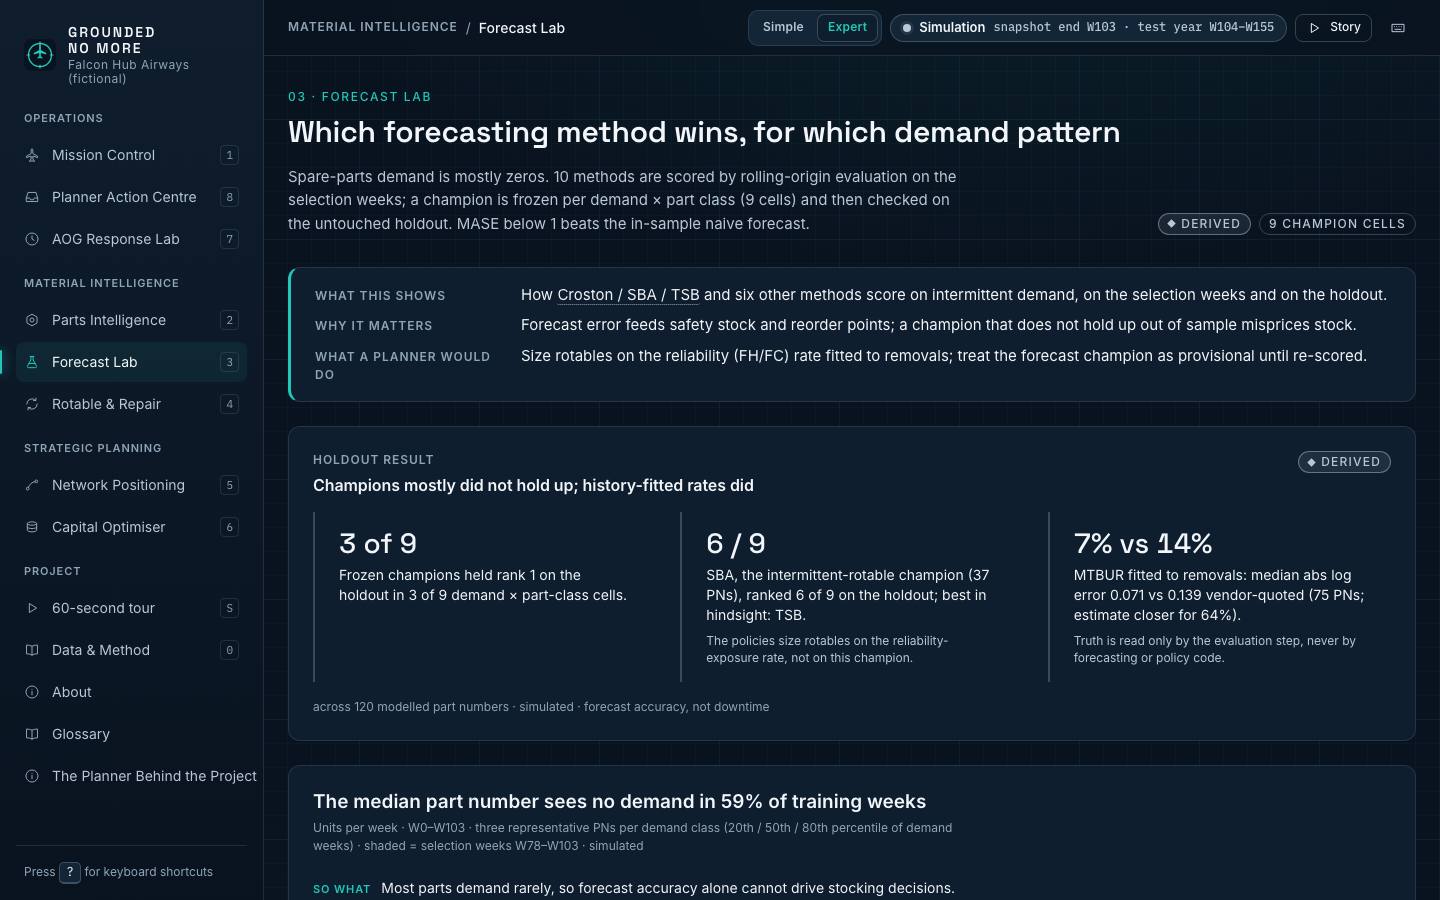 GROUNDED
NO MORE
Falcon Hub Airways
(fictional)
OPERATIONS
Mission Control 1
Planner Action Centre 8
AOG Response Lab 7
MATERIAL INTELLIGENCE
Parts Intelligence 2
Forecast Lab 3
Rotable & Repair 4
STRATEGIC PLANNING
Network Positioning 5
Capital Optimiser 6
PROJECT
60-second tour S
Data & Method 0
About
Glossary
The Planner Behind the Project
Press ? for keyboard shortcuts
MATERIAL INTELLIGENCE / Forecast Lab
Simple Expert
Simulation snapshot end W103 · test year W104–W155
Story
03 · FORECAST LAB
Which forecasting method wins, for which demand pattern
Spare-parts demand is mostly zeros. 10 methods are scored by rolling-origin evaluation on the
selection weeks; a champion is frozen per demand × part class (9 cells) and then checked on
the untouched holdout. MASE below 1 beats the in-sample naive forecast.
DERIVED
9 CHAMPION CELLS
WHAT THIS SHOWS
How Croston / SBA / TSB and six other methods score on intermittent demand, on the selection weeks and on the holdout.
WHY IT MATTERS
Forecast error feeds safety stock and reorder points; a champion that does not hold up out of sample misprices stock.
WHAT A PLANNER WOULD
DO
Size rotables on the reliability (FH/FC) rate fitted to removals; treat the forecast champion as provisional until re-scored.
HOLDOUT RESULT
DERIVED
Champions mostly did not hold up; history-fitted rates did
3 of 9
Frozen champions held rank 1 on the
holdout in 3 of 9 demand × part-class cells.
6 / 9
SBA, the intermittent-rotable champion (37
PNs), ranked 6 of 9 on the holdout; best in
hindsight: TSB.
The policies size rotables on the reliability-
exposure rate, not on this champion.
7% vs 14%
MTBUR fitted to removals: median abs log
error 0.071 vs 0.139 vendor-quoted (75 PNs;
estimate closer for 64%).
Truth is read only by the evaluation step, never by
forecasting or policy code.
across 120 modelled part numbers · simulated · forecast accuracy, not downtime
The median part number sees no demand in 59% of training weeks
Units per week · W0–W103 · three representative PNs per demand class (20th / 50th / 80th percentile of demand
weeks) · shaded = selection weeks W78–W103 · simulated
SO WHAT Most parts demand rarely, so forecast accuracy alone cannot drive stocking decisions.